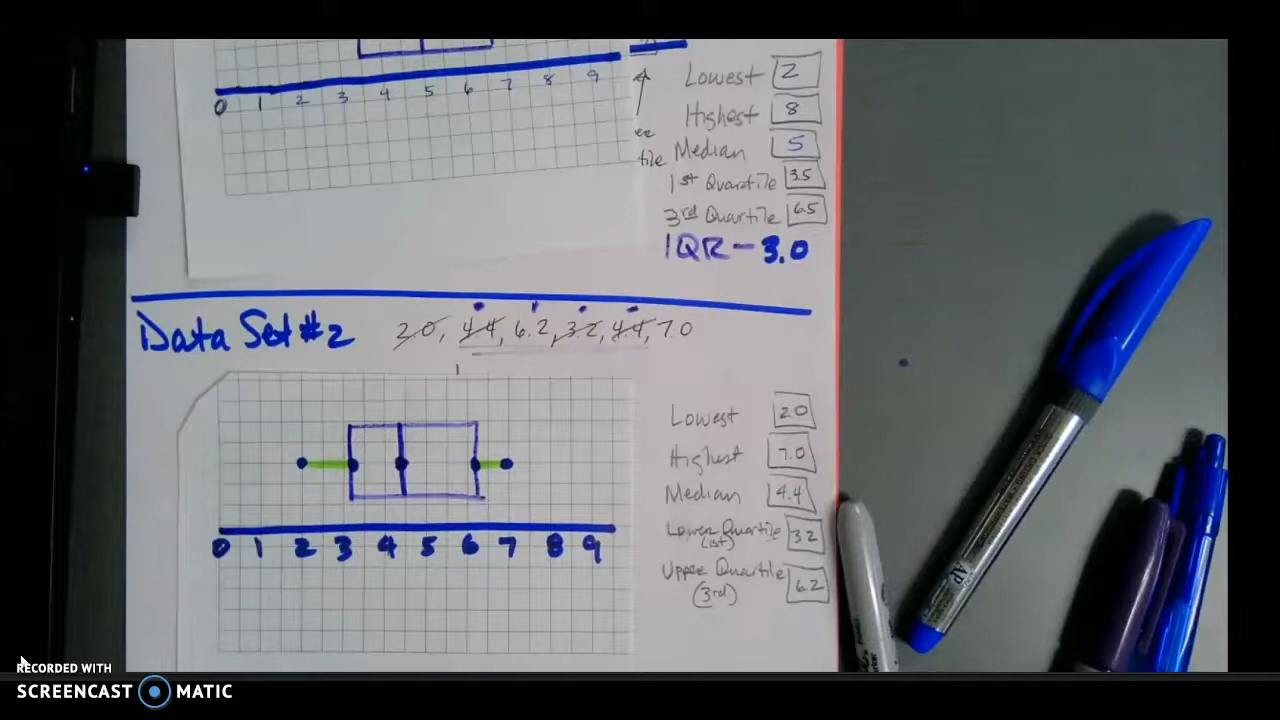 0 1 2 3 4 5 6 7 8 9
Lowest 2
Highest 8
tile Median 5
1st Quartile 3.5
3rd Quartile 6.5
IQR - 3.0
Data Set #2 2.0, 4.4, 6.2, 3.2, 4.4, 7.0
Lowest 2.0
Highest 7.0
Median 4.4
Lower Quartile 3.2
(1st)
Upper Quartile 6.2
(3rd)
0 1 2 3 4 5 6 7 8 9
AP
RECORDED WITH
SCREENCAST MATIC